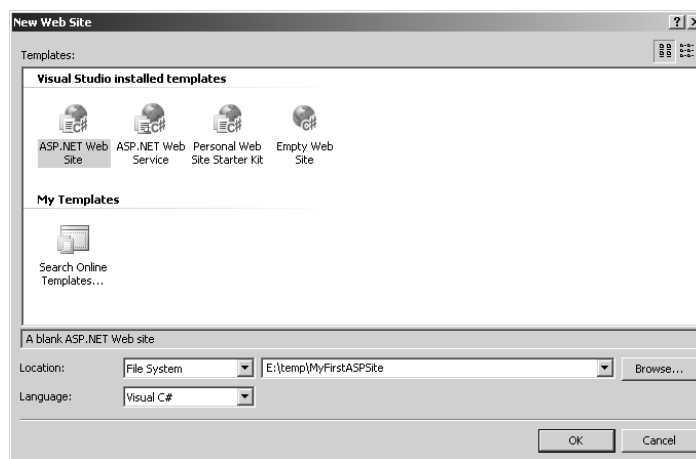 New Web Site
Templates:
Visual Studio installed templates
ASP.NET Web Site
ASP.NET Web Service
Personal Web Site Starter Kit
Empty Web Site
My Templates
Search Online Templates...
A blank ASP.NET Web site
Location:
File System
E:\temp\MyFirstASPSite
Browse...
Language:
Visual C#
OK
Cancel